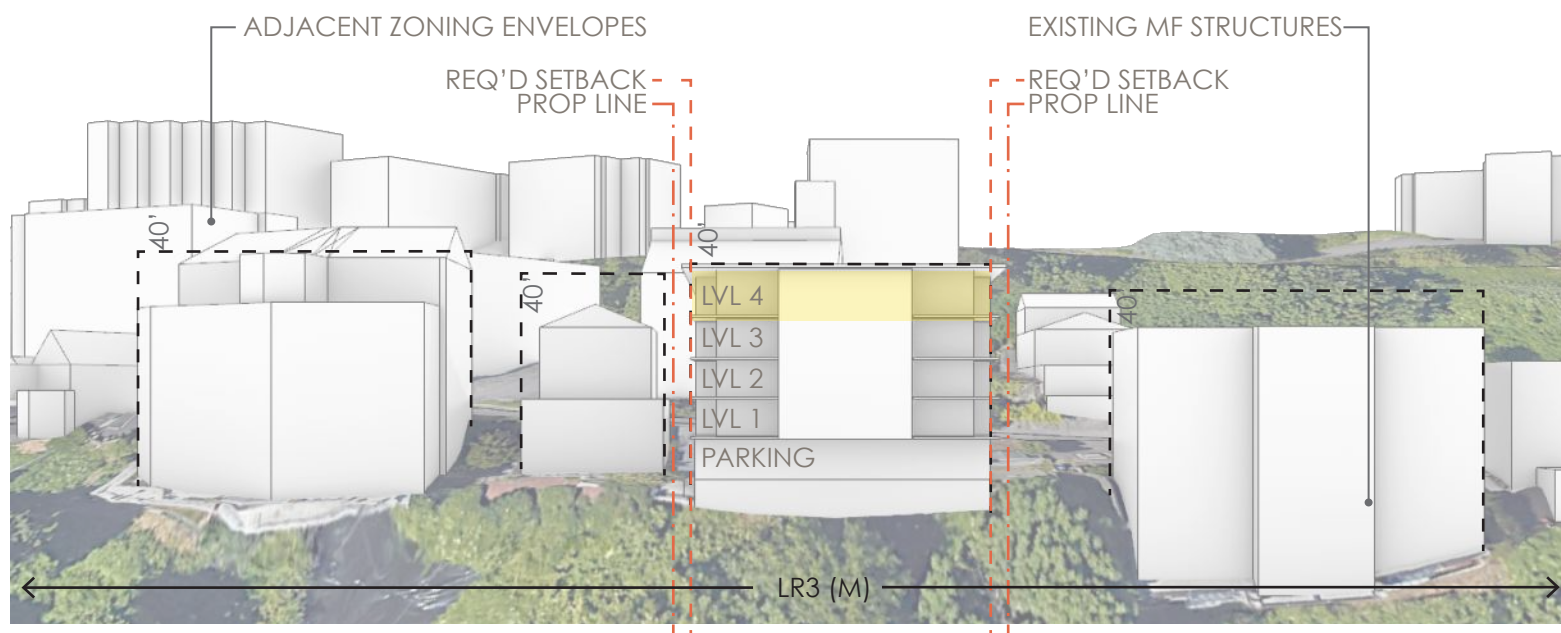 ADJACENT ZONING ENVELOPES
EXISTING MF STRUCTURES
REQ'D SETBACK
PROP LINE
REQ'D SETBACK
PROP LINE
40'
40'
40'
40'
LVL 4
LVL 3
LVL 2
LVL 1
PARKING
LR3 (M)